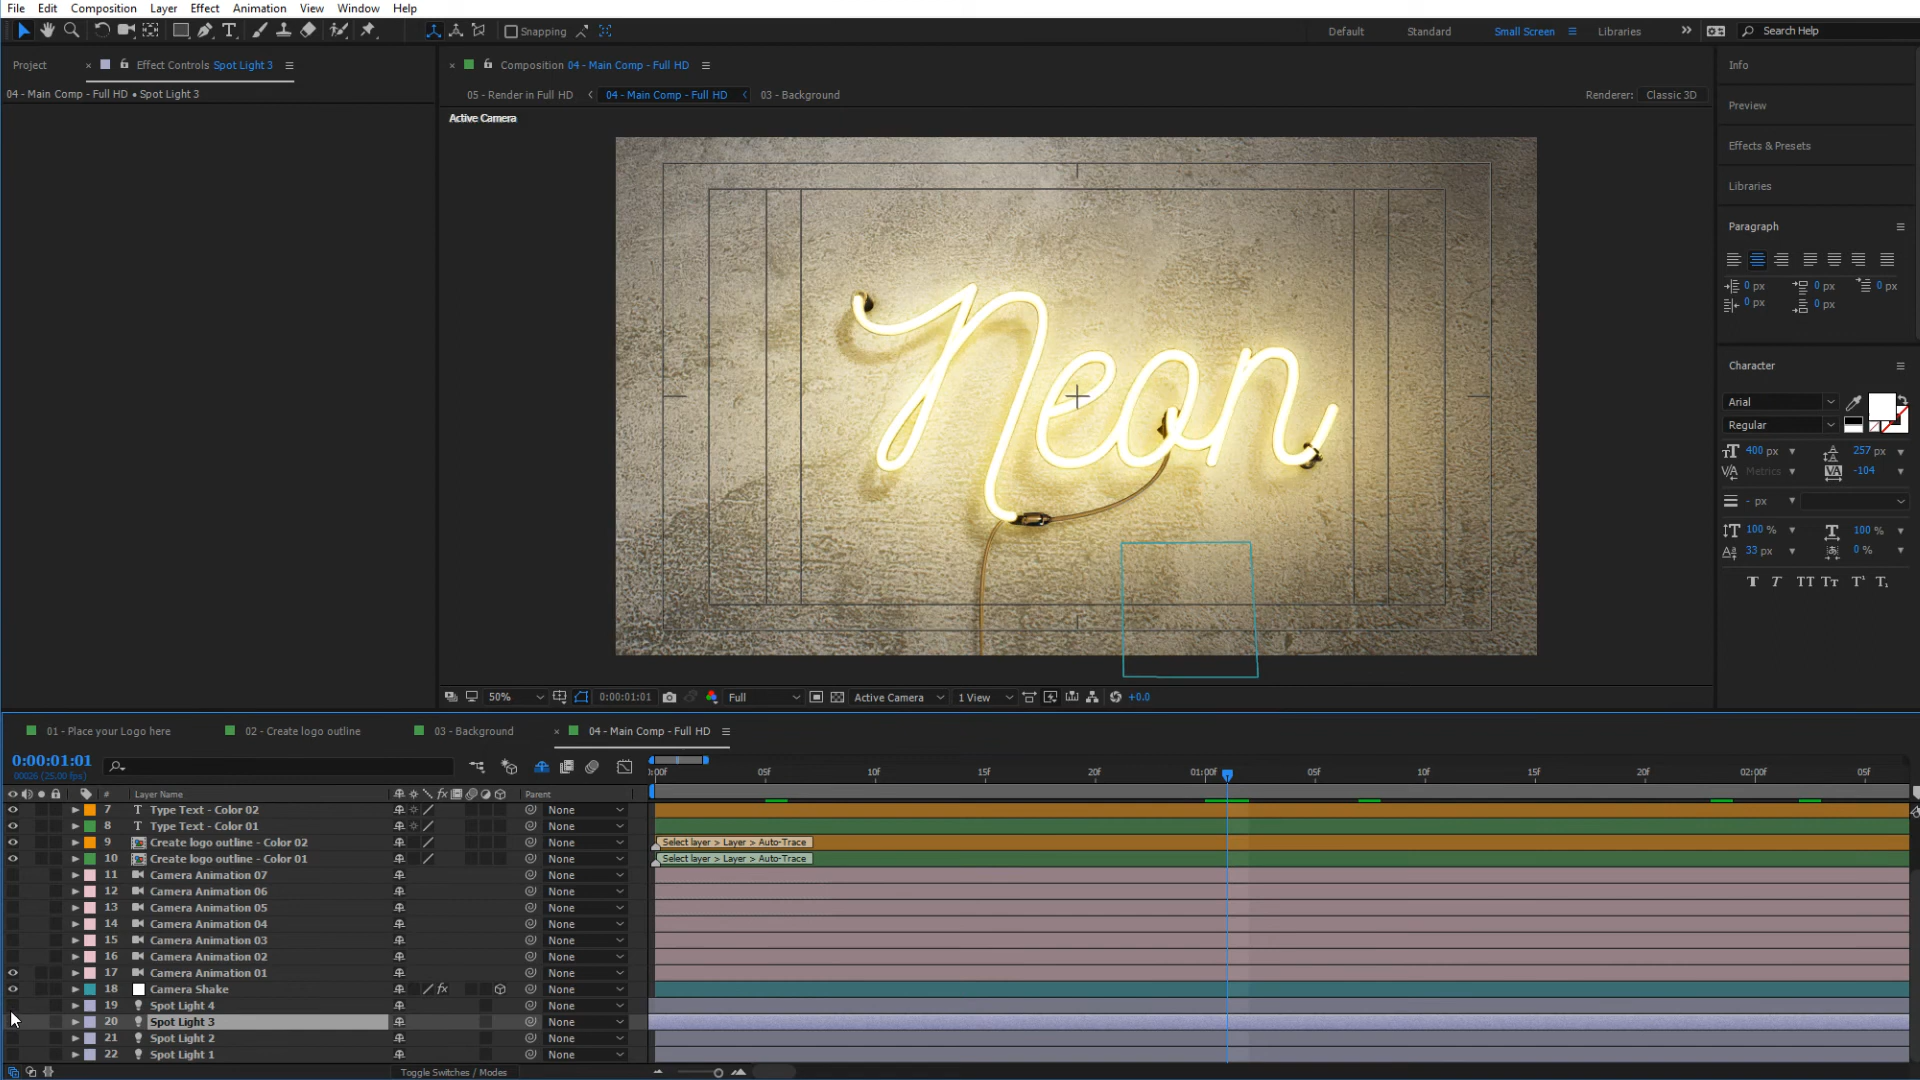 File Edit Composition Layer Effect Animation View Window Help
Snapping
Default Standard Small Screen Libraries Search Help
Project Effect Controls Spot Light 3
04 - Main Comp - Full HD • Spot Light 3
Composition 04 - Main Comp - Full HD
05 - Render in Full HD 04 - Main Comp - Full HD 03 - Background
Renderer: Classic 3D
Active Camera
Neon
50% 0:00:01:01 Full Active Camera 1 View +0.0
Info
Preview
Effects & Presets
Libraries
Paragraph
0 px 0 px 0 px
0 px 0 px
Character
Arial
Regular
400 px 257 px
Metrics -104
- px
100 % 100 %
33 px 0 %
T T TT Tt T¹ T₁
01 - Place your Logo here 02 - Create logo outline 03 - Background 04 - Main Comp - Full HD
0:00:01:01
00026 (25.00 fps)
:00f 05f 10f 15f 20f 01:00f 05f 10f 15f 20f 02:00f 05f
# Layer Name Parent
7 T Type Text - Color 02 None
8 T Type Text - Color 01 None
9 Create logo outline - Color 02 None Select layer > Layer > Auto-Trace
10 Create logo outline - Color 01 None Select layer > Layer > Auto-Trace
11 Camera Animation 07 None
12 Camera Animation 06 None
13 Camera Animation 05 None
14 Camera Animation 04 None
15 Camera Animation 03 None
16 Camera Animation 02 None
17 Camera Animation 01 None
18 Camera Shake fx None
19 Spot Light 4 None
20 Spot Light 3 None
21 Spot Light 2 None
22 Spot Light 1 None
Toggle Switches / Modes